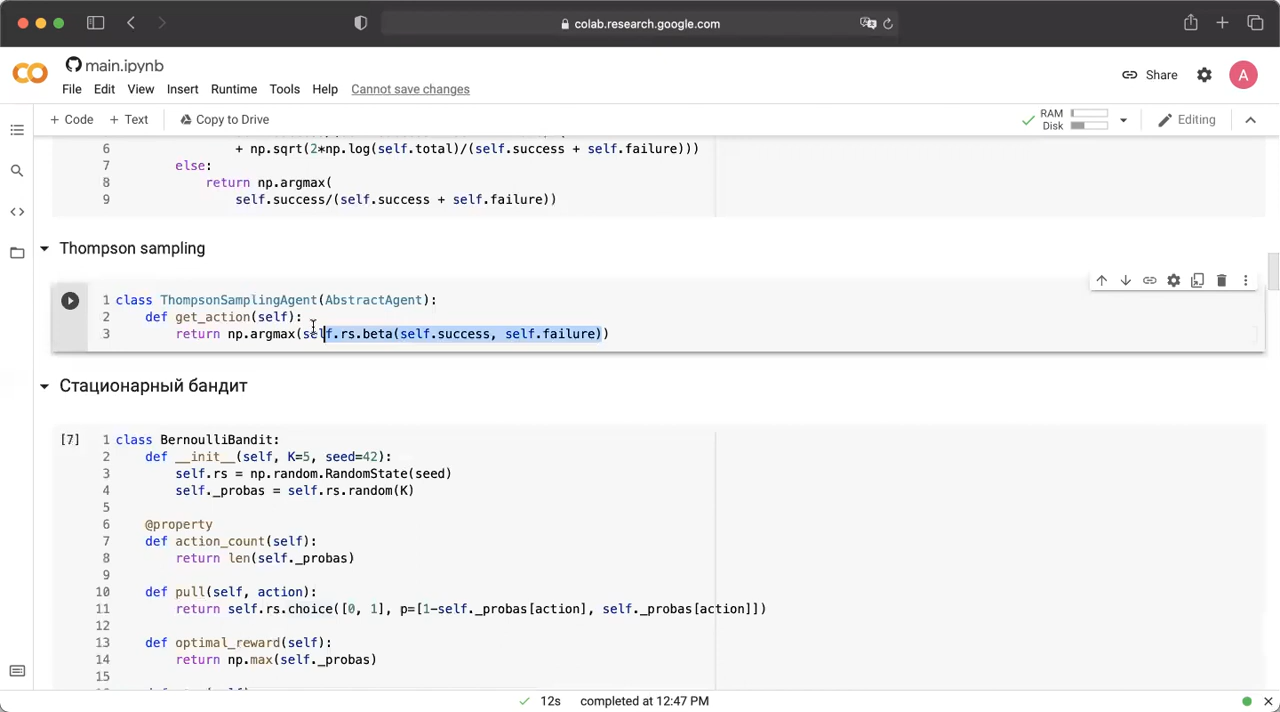 colab.research.google.com
main.ipynb
Share
A
File Edit View Insert Runtime Tools Help Cannot save changes
+ Code + Text Copy to Drive
RAM
Disk
Editing
6 + np.sqrt(2*np.log(self.total)/(self.success + self.failure)))
7 else:
8 return np.argmax(
9 self.success/(self.success + self.failure))
Thompson sampling
1 class ThompsonSamplingAgent(AbstractAgent):
2 def get_action(self):
3 return np.argmax(self.rs.beta(self.success, self.failure))
Стационарный бандит
[7]
1 class BernoulliBandit:
2 def __init__(self, K=5, seed=42):
3 self.rs = np.random.RandomState(seed)
4 self._probas = self.rs.random(K)
5
6 @property
7 def action_count(self):
8 return len(self._probas)
9
10 def pull(self, action):
11 return self.rs.choice([0, 1], p=[1-self._probas[action], self._probas[action]])
12
13 def optimal_reward(self):
14 return np.max(self._probas)
15
12s completed at 12:47 PM